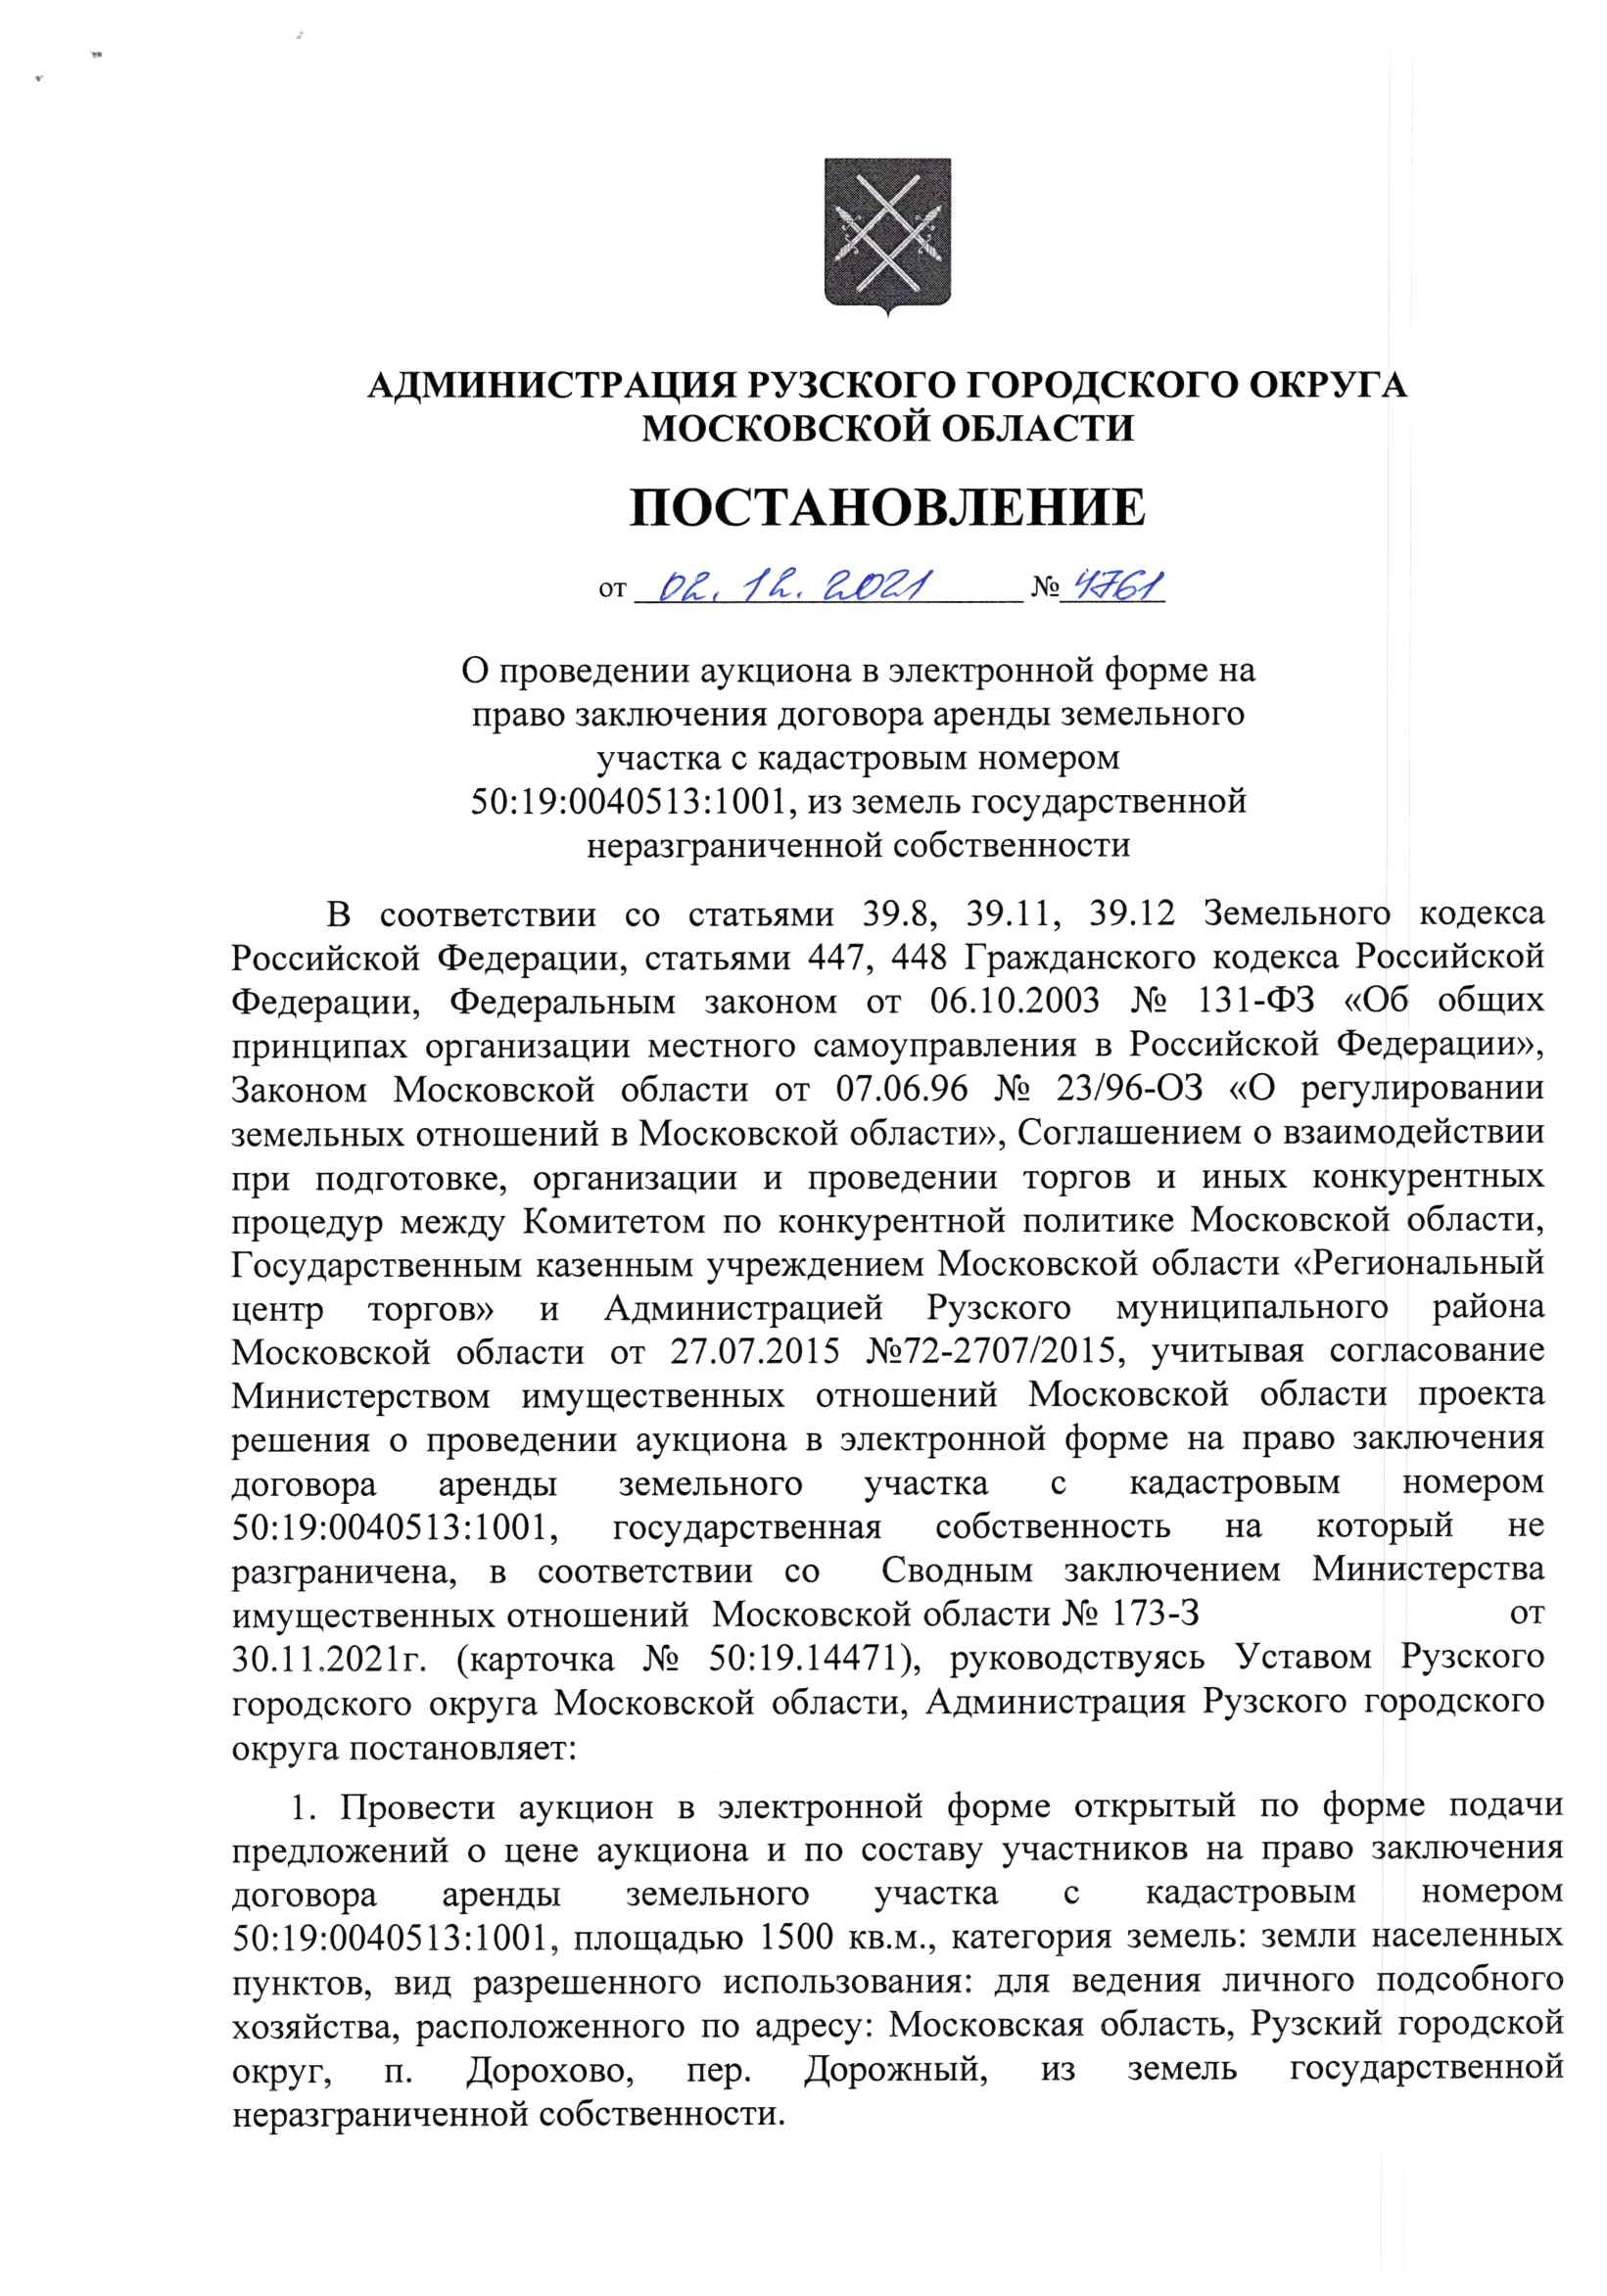 АДМИНИСТРАЦИЯ РУЗСКОГО ГОРОДСКОГО ОКРУГА
МОСКОВСКОЙ ОБЛАСТИ
ПОСТАНОВЛЕНИЕ
от 02.12.2021 № 4761
О проведении аукциона в электронной форме на
право заключения договора аренды земельного
участка с кадастровым номером
50:19:0040513:1001, из земель государственной
неразграниченной собственности
В соответствии со статьями 39.8, 39.11, 39.12 Земельного кодекса
Российской Федерации, статьями 447, 448 Гражданского кодекса Российской
Федерации, Федеральным законом от 06.10.2003 № 131-ФЗ «Об общих
принципах организации местного самоуправления в Российской Федерации»,
Законом Московской области от 07.06.96 № 23/96-ОЗ «О регулировании
земельных отношений в Московской области», Соглашением о взаимодействии
при подготовке, организации и проведении торгов и иных конкурентных
процедур между Комитетом по конкурентной политике Московской области,
Государственным казенным учреждением Московской области «Региональный
центр торгов» и Администрацией Рузского муниципального района
Московской области от 27.07.2015 №72-2707/2015, учитывая согласование
Министерством имущественных отношений Московской области проекта
решения о проведении аукциона в электронной форме на право заключения
договора аренды земельного участка с кадастровым номером
50:19:0040513:1001, государственная собственность на который не
разграничена, в соответствии со Сводным заключением Министерства
имущественных отношений Московской области № 173-З от
30.11.2021г. (карточка № 50:19.14471), руководствуясь Уставом Рузского
городского округа Московской области, Администрация Рузского городского
округа постановляет:
1. Провести аукцион в электронной форме открытый по форме подачи
предложений о цене аукциона и по составу участников на право заключения
договора аренды земельного участка с кадастровым номером
50:19:0040513:1001, площадью 1500 кв.м., категория земель: земли населенных
пунктов, вид разрешенного использования: для ведения личного подсобного
хозяйства, расположенного по адресу: Московская область, Рузский городской
округ, п. Дорохово, пер. Дорожный, из земель государственной
неразграниченной собственности.